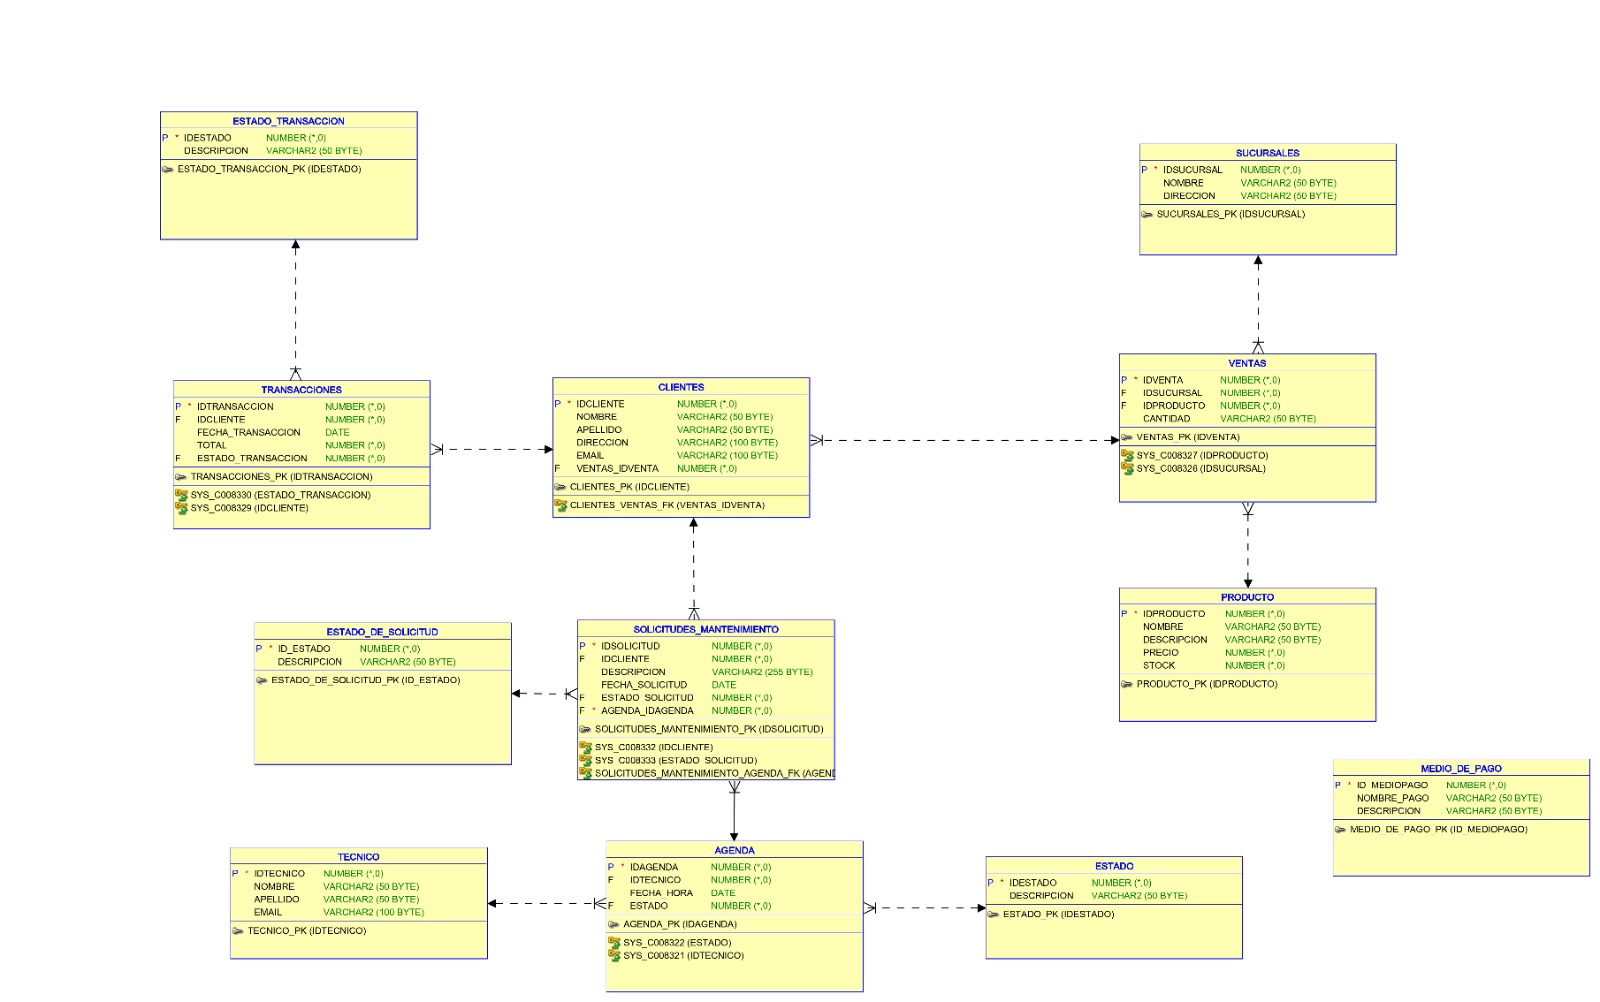 ESTADO_TRANSACCION
P * IDESTADO NUMBER (*,0)
DESCRIPCION VARCHAR2 (50 BYTE)
ESTADO_TRANSACCION_PK (IDESTADO)
SUCURSALES
P * IDSUCURSAL NUMBER (*,0)
NOMBRE VARCHAR2 (50 BYTE)
DIRECCION VARCHAR2 (50 BYTE)
SUCURSALES_PK (IDSUCURSAL)
TRANSACCIONES
P * IDTRANSACCION NUMBER (*,0)
F IDCLIENTE NUMBER (*,0)
FECHA_TRANSACCION DATE
TOTAL NUMBER (*,0)
F ESTADO_TRANSACCION NUMBER (*,0)
TRANSACCIONES_PK (IDTRANSACCION)
SYS_C008330 (ESTADO_TRANSACCION)
SYS_C008329 (IDCLIENTE)
CLIENTES
P * IDCLIENTE NUMBER (*,0)
NOMBRE VARCHAR2 (50 BYTE)
APELLIDO VARCHAR2 (50 BYTE)
DIRECCION VARCHAR2 (100 BYTE)
EMAIL VARCHAR2 (100 BYTE)
F VENTAS_IDVENTA NUMBER (*,0)
CLIENTES_PK (IDCLIENTE)
CLIENTES_VENTAS_FK (VENTAS_IDVENTA)
VENTAS
P * IDVENTA NUMBER (*,0)
F IDSUCURSAL NUMBER (*,0)
F IDPRODUCTO NUMBER (*,0)
CANTIDAD VARCHAR2 (50 BYTE)
VENTAS_PK (IDVENTA)
SYS_C008327 (IDPRODUCTO)
SYS_C008326 (IDSUCURSAL)
PRODUCTO
P * IDPRODUCTO NUMBER (*,0)
NOMBRE VARCHAR2 (50 BYTE)
DESCRIPCION VARCHAR2 (50 BYTE)
PRECIO NUMBER (*,0)
STOCK NUMBER (*,0)
PRODUCTO_PK (IDPRODUCTO)
ESTADO_DE_SOLICITUD
P * ID_ESTADO NUMBER (*,0)
DESCRIPCION VARCHAR2 (50 BYTE)
ESTADO_DE_SOLICITUD_PK (ID_ESTADO)
SOLICITUDES_MANTENIMIENTO
P * IDSOLICITUD NUMBER (*,0)
F IDCLIENTE NUMBER (*,0)
DESCRIPCION VARCHAR2 (255 BYTE)
FECHA_SOLICITUD DATE
F ESTADO_SOLICITUD NUMBER (*,0)
F * AGENDA_IDAGENDA NUMBER (*,0)
SOLICITUDES_MANTENIMIENTO_PK (IDSOLICITUD)
SYS_C008332 (IDCLIENTE)
SYS_C008333 (ESTADO_SOLICITUD)
SOLICITUDES_MANTENIMIENTO_AGENDA_FK (AGEND
MEDIO_DE_PAGO
P * ID_MEDIOPAGO NUMBER (*,0)
NOMBRE_PAGO VARCHAR2 (50 BYTE)
DESCRIPCION VARCHAR2 (50 BYTE)
MEDIO_DE_PAGO_PK (ID_MEDIOPAGO)
TECNICO
P * IDTECNICO NUMBER (*,0)
NOMBRE VARCHAR2 (50 BYTE)
APELLIDO VARCHAR2 (50 BYTE)
EMAIL VARCHAR2 (100 BYTE)
TECNICO_PK (IDTECNICO)
AGENDA
P * IDAGENDA NUMBER (*,0)
F IDTECNICO NUMBER (*,0)
FECHA_HORA DATE
F ESTADO NUMBER (*,0)
AGENDA_PK (IDAGENDA)
SYS_C008322 (ESTADO)
SYS_C008321 (IDTECNICO)
ESTADO
P * IDESTADO NUMBER (*,0)
DESCRIPCION VARCHAR2 (50 BYTE)
ESTADO_PK (IDESTADO)